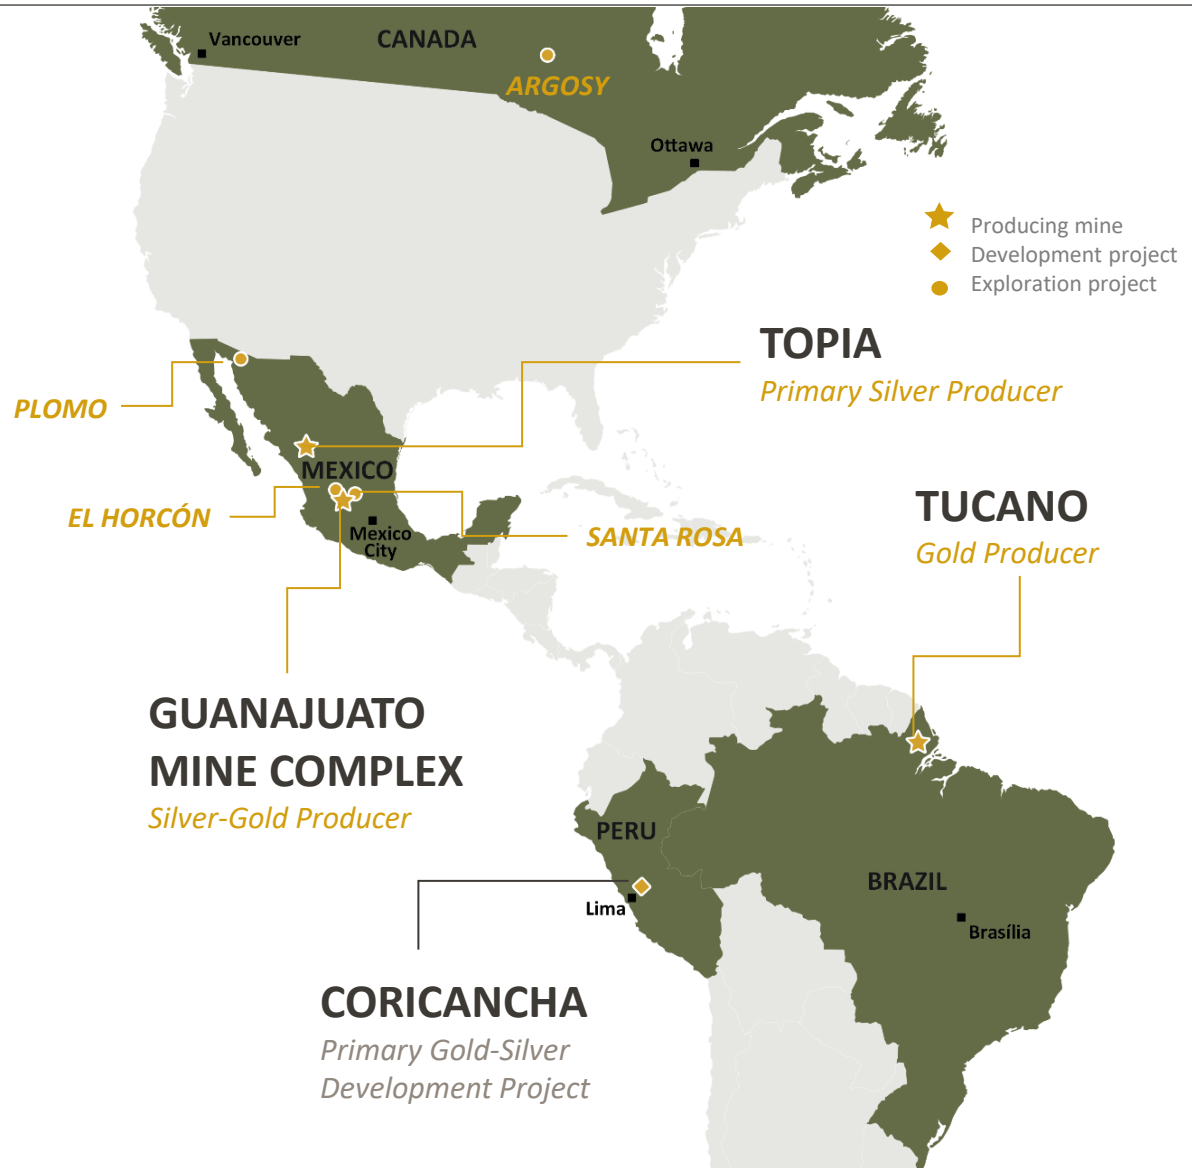 Vancouver
CANADA
ARGOSY
Ottawa
Producing mine
Development project
Exploration project
TOPIA
Primary Silver Producer
PLOMO
MEXICO
EL HORCÓN
Mexico
City
SANTA ROSA
TUCANO
Gold Producer
GUANAJUATO
MINE COMPLEX
Silver-Gold Producer
PERU
BRAZIL
Lima
Brasília
CORICANCHA
Primary Gold-Silver
Development Project